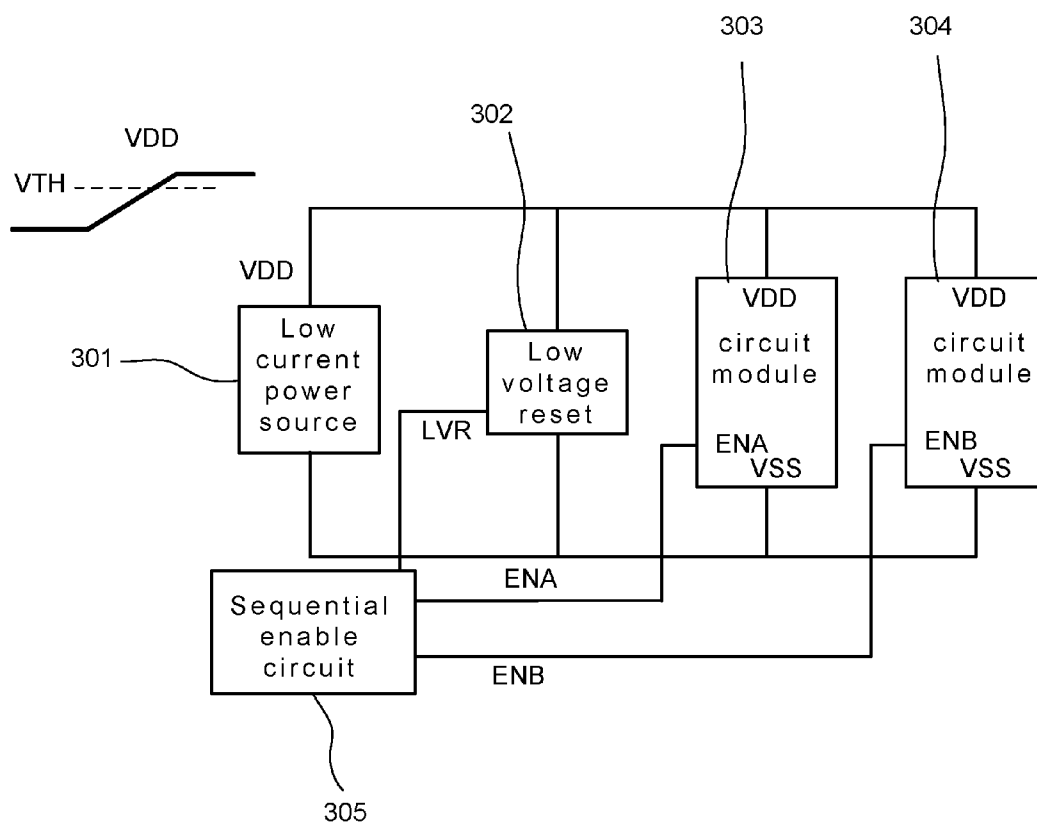 303
304
302
VDD
VTH
VDD
VDD
VDD
301
Low
current
power
source
Low
voltage
reset
circuit
module
circuit
module
LVR
ENA
VSS
ENB
VSS
ENA
Sequential
enable
circuit
ENB
305